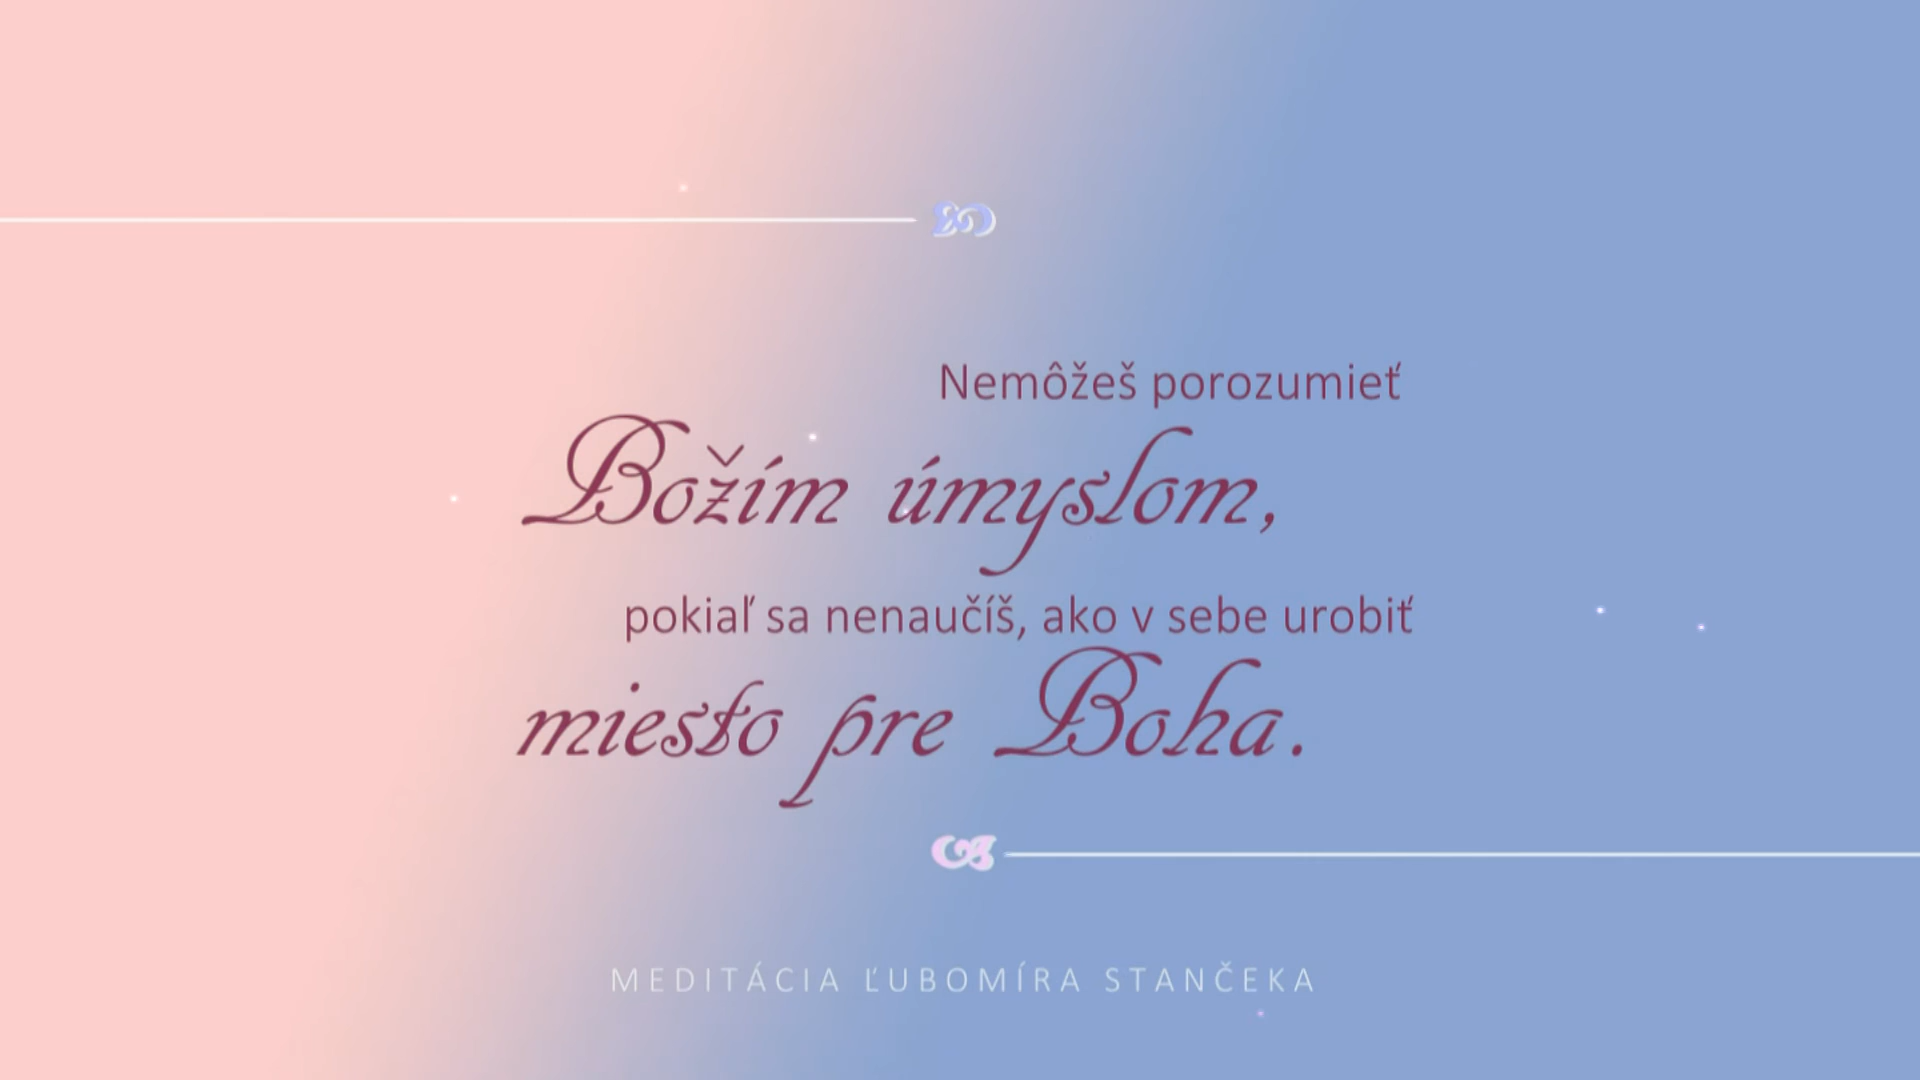 Nemôžeš porozumieť
Božím úmyslom,
pokiaľ sa nenaučíš, ako v sebe urobiť
miesto pre Boha.
MEDITÁCIA ĽUBOMÍRA STANČEKA